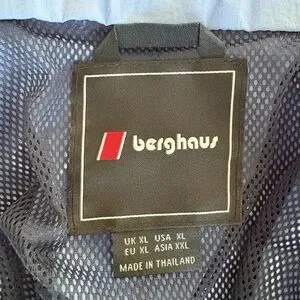 berghaus
UK XL USA XL
EU XL ASIA XXL
MADE IN THAILAND